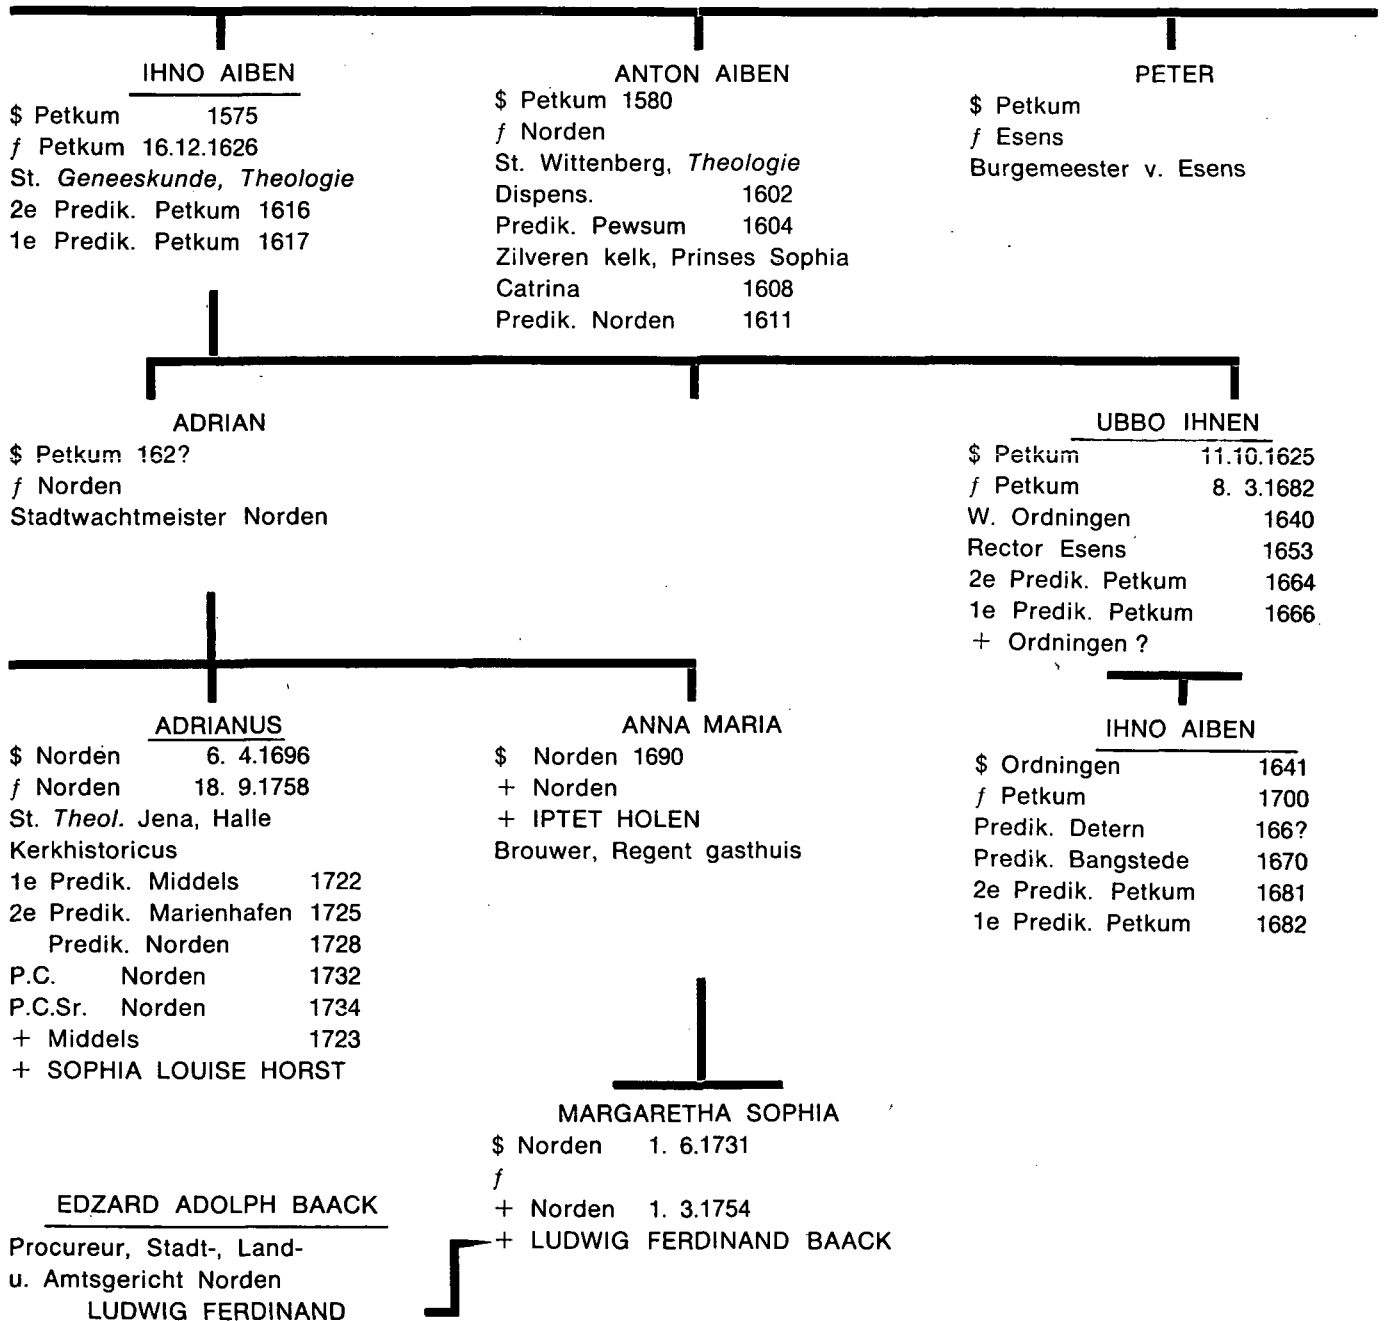 IHNO AIBEN
$ Petkum 1575
ƒ Petkum 16.12.1626
St. Geneeskunde, Theologie
2e Predik. Petkum 1616
1e Predik. Petkum 1617
ANTON AIBEN
$ Petkum 1580
ƒ Norden
St. Wittenberg, Theologie
Dispens. 1602
Predik. Pewsum 1604
Zilveren kelk, Prinses Sophia
Catrina 1608
Predik. Norden 1611
PETER
$ Petkum
ƒ Esens
Burgemeester v. Esens
ADRIAN
$ Petkum 162?
ƒ Norden
Stadtwachtmeister Norden
UBBO IHNEN
$ Petkum 11.10.1625
ƒ Petkum 8. 3.1682
W. Ordningen 1640
Rector Esens 1653
2e Predik. Petkum 1664
1e Predik. Petkum 1666
+ Ordningen ?
ADRIANUS
$ Norden 6. 4.1696
ƒ Norden 18. 9.1758
St. Theol. Jena, Halle
Kerkhistoricus
1e Predik. Middels 1722
2e Predik. Marienhafen 1725
Predik. Norden 1728
P.C. Norden 1732
P.C.Sr. Norden 1734
+ Middels 1723
+ SOPHIA LOUISE HORST
ANNA MARIA
$ Norden 1690
+ Norden
+ IPTET HOLEN
Brouwer, Regent gasthuis
IHNO AIBEN
$ Ordningen 1641
ƒ Petkum 1700
Predik. Detern 166?
Predik. Bangstede 1670
2e Predik. Petkum 1681
1e Predik. Petkum 1682
MARGARETHA SOPHIA
$ Norden 1. 6.1731
ƒ
+ Norden 1. 3.1754
+ LUDWIG FERDINAND BAACK
EDZARD ADOLPH BAACK
Procureur, Stadt-, Land-
u. Amtsgericht Norden
LUDWIG FERDINAND